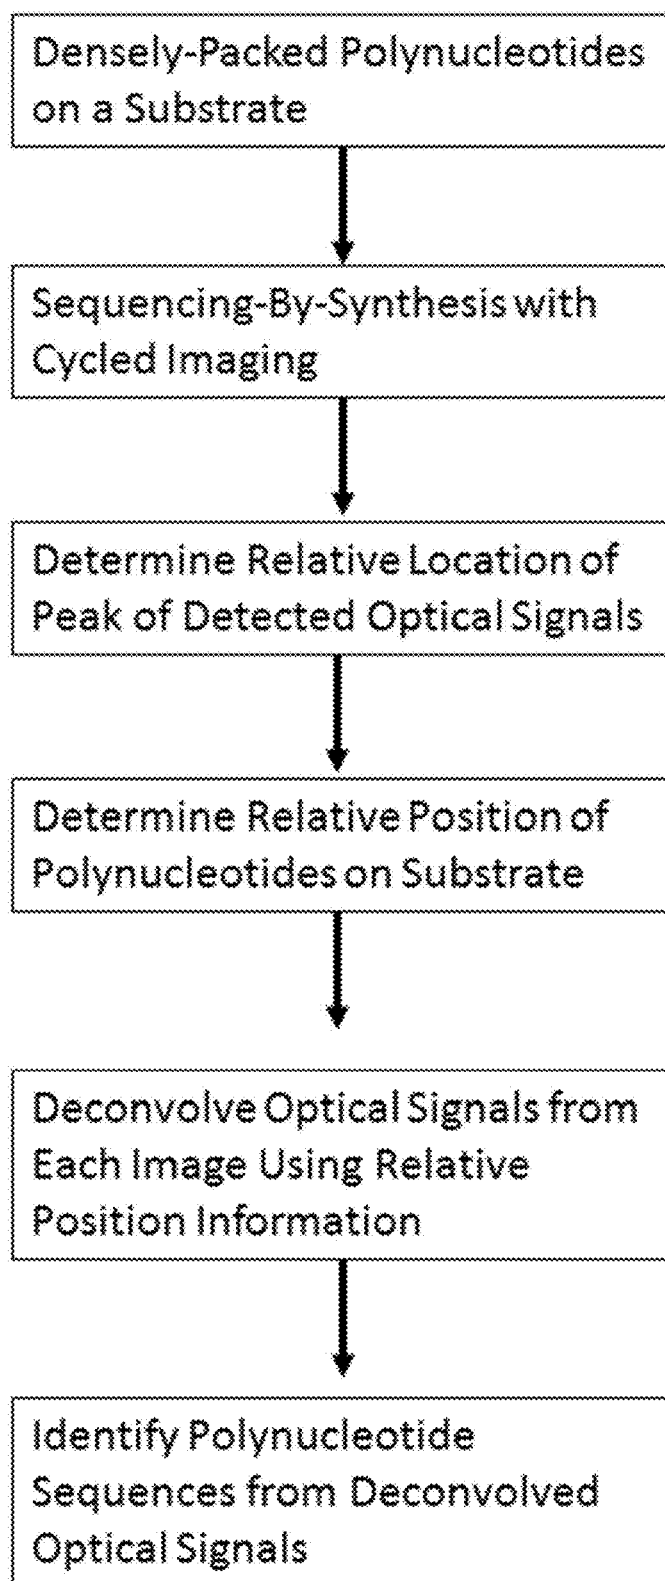 Densely-Packed Polynucleotides
on a Substrate
Sequencing-By-Synthesis with
Cycled Imaging
Determine Relative Location of
Peak of Detected Optical Signals
Determine Relative Position of
Polynucleotides on Substrate
Deconvolve Optical Signals from
Each Image Using Relative
Position Information
Identify Polynucleotide
Sequences from Deconvolved
Optical Signals